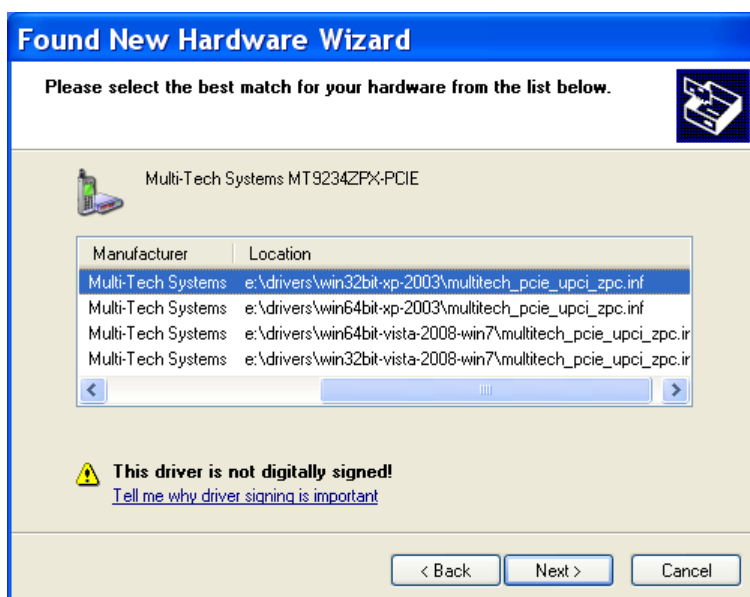 Found New Hardware Wizard
Please select the best match for your hardware from the list below.
Multi-Tech Systems MT9234ZPX-PCIE
Manufacturer Location
Multi-Tech Systems e:\drivers\win32bit-xp-2003\multitech_pcie_upci_zpc.inf
Multi-Tech Systems e:\drivers\win64bit-xp-2003\multitech_pcie_upci_zpc.inf
Multi-Tech Systems e:\drivers\win64bit-vista-2008-win7\multitech_pcie_upci_zpc.ir
Multi-Tech Systems e:\drivers\win32bit-vista-2008-win7\multitech_pcie_upci_zpc.ir
This driver is not digitally signed!
Tell me why driver signing is important
< Back Next > Cancel